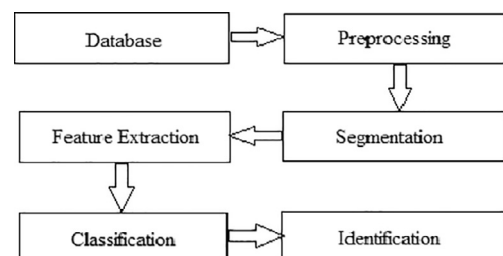 Database
Preprocessing
Segmentation
Feature Extraction
Classification
Identification